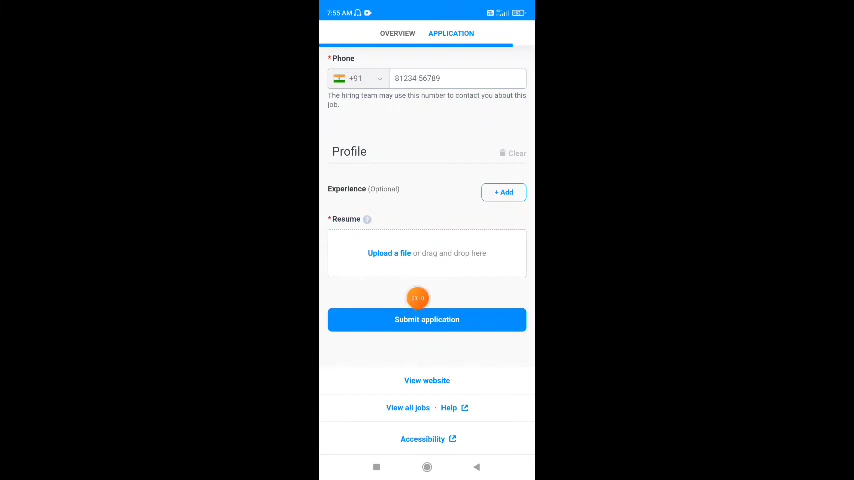 7:55 AM
OVERVIEW APPLICATION
*Phone
+91 81234 56789
The hiring team may use this number to contact you about this
job.
Profile
Clear
Experience (Optional)
+ Add
*Resume ?
Upload a file or drag and drop here
Submit application
View website
View all jobs · Help
Accessibility